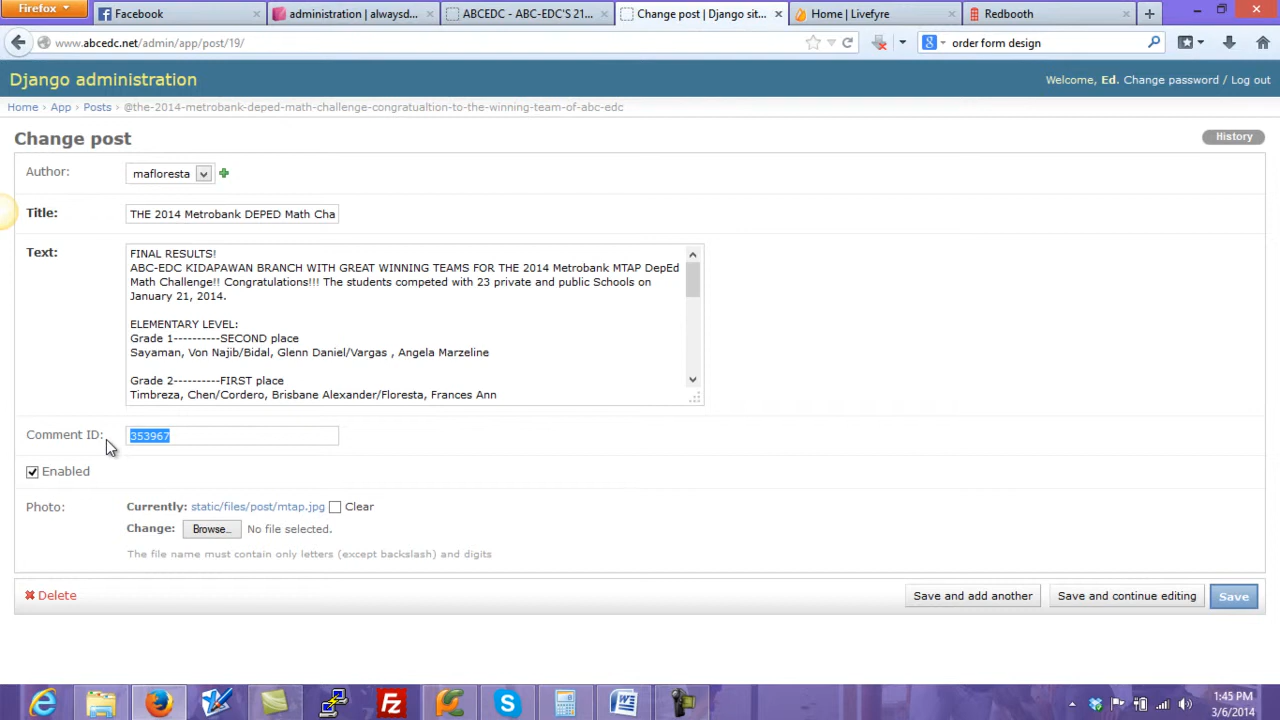 Firefox
Facebook
administration | alwaysd...
ABCEDC - ABC-EDC'S 21...
Change post | Django sit...
Home | Livefyre
Redbooth
www.abcedc.net/admin/app/post/19/
order form design
Django administration
Welcome, Ed. Change password / Log out
Home › App › Posts › @the-2014-metrobank-deped-math-challenge-congratualtion-to-the-winning-team-of-abc-edc
Change post
History
Author:
mafloresta
Title:
THE 2014 Metrobank DEPED Math Cha
Text:
FINAL RESULTS!
ABC-EDC KIDAPAWAN BRANCH WITH GREAT WINNING TEAMS FOR THE 2014 Metrobank MTAP DepEd
Math Challenge!! Congratulations!!! The students competed with 23 private and public Schools on
January 21, 2014.
ELEMENTARY LEVEL:
Grade 1----------SECOND place
Sayaman, Von Najib/Bidal, Glenn Daniel/Vargas , Angela Marzeline
Grade 2----------FIRST place
Timbreza, Chen/Cordero, Brisbane Alexander/Floresta, Frances Ann
Comment ID:
353967
Enabled
Photo:
Currently: static/files/post/mtap.jpg Clear
Change: Browse... No file selected.
The file name must contain only letters (except backslash) and digits
Delete
Save and add another
Save and continue editing
Save
1:45 PM
3/6/2014